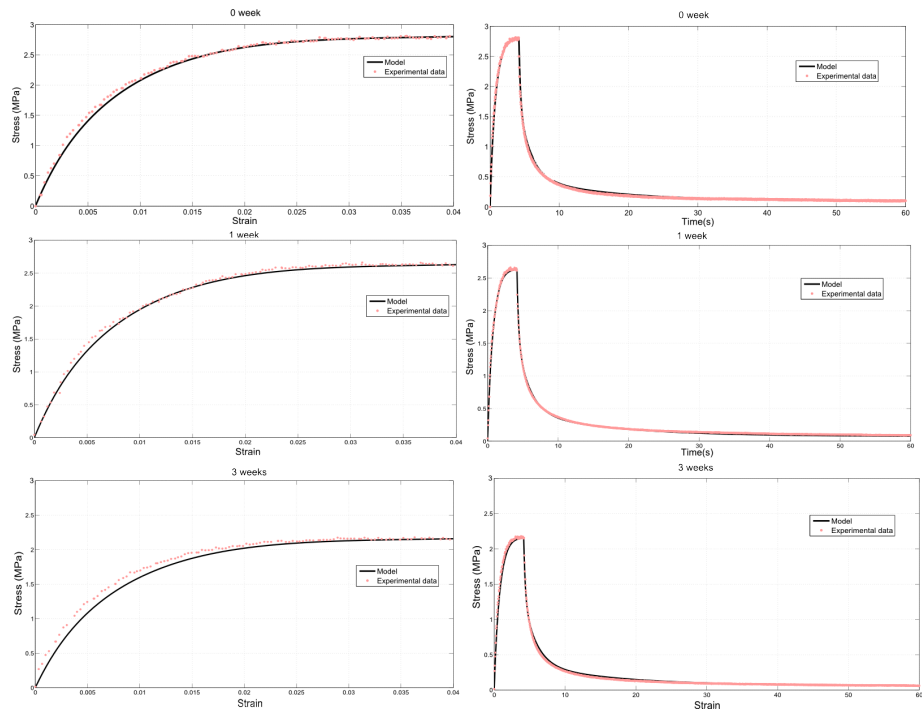 0 week
3
2.5
2
1.5
1
0.5
0
Stress (MPa)
Model
Experimental data
0 0.005 0.01 0.015 0.02 0.025 0.03 0.035 0.04
Strain
0 week
3
2.5
2
1.5
1
0.5
0
Stress (MPa)
Model
Experimental data
0 10 20 30 40 50 60
Time(s)
1 week
3
2.5
2
1.5
1
0.5
0
Stress (MPa)
Model
Experimental data
0 0.005 0.01 0.015 0.02 0.025 0.03 0.035 0.04
Strain
1 week
3
2.5
2
1.5
1
0.5
0
Stress (MPa)
Model
Experimental data
10 20 30 40 50 60
Time(s)
3 weeks
3
2.5
2
1.5
1
0.5
0
Stress (MPa)
Model
Experimental data
0 0.005 0.01 0.015 0.02 0.025 0.03 0.035 0.04
Strain
3 weeks
3
2.5
2
1.5
1
0.5
0
Stress (MPa)
Model
Experimental data
0 10 20 30 40 50 60
Strain